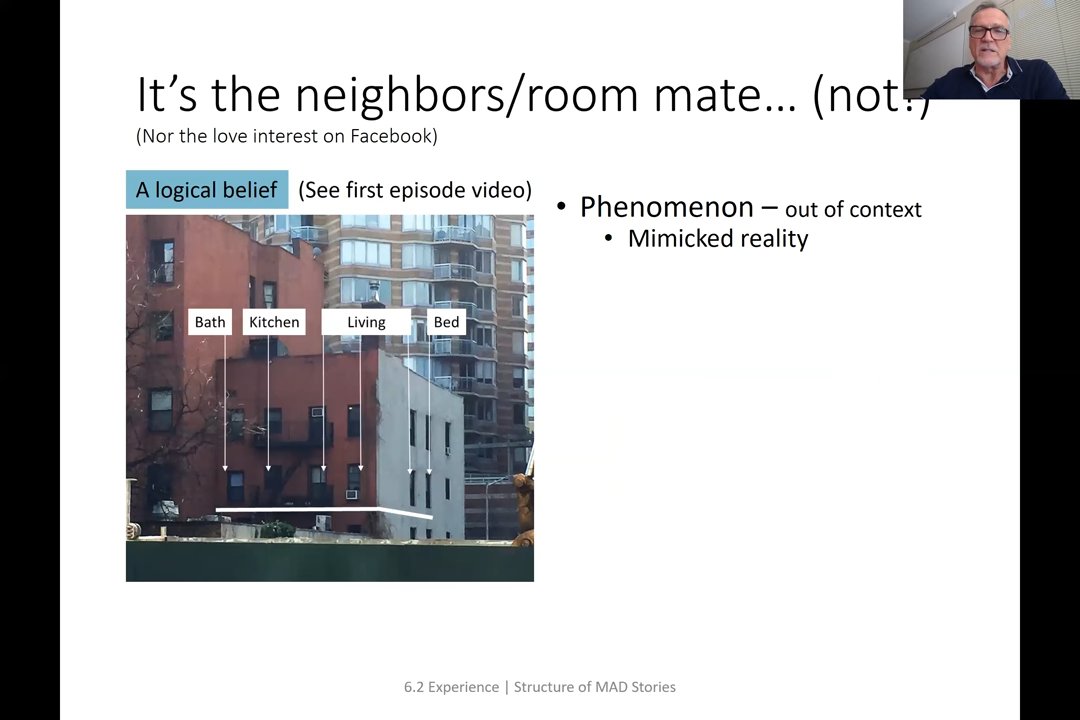 It’s the neighbors/room mate… (not?)
(Nor the love interest on Facebook)
A logical belief (See first episode video)
• Phenomenon – out of context
• Mimicked reality
Bath Kitchen Living Bed
6.2 Experience | Structure of MAD Stories